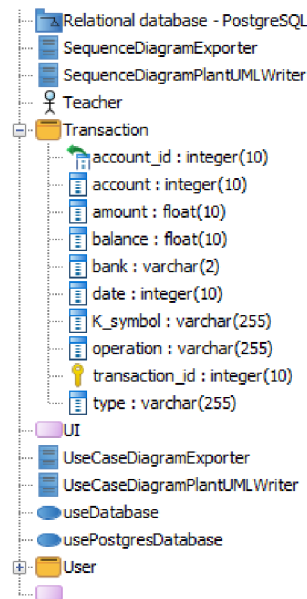 Relational database - PostgreSQL
SequenceDiagramExporter
SequenceDiagramPlantUMLWriter
Teacher
Transaction
account_id : integer(10)
account : integer(10)
amount : float(10)
balance : float(10)
bank : varchar(2)
date : integer(10)
K_symbol : varchar(255)
operation : varchar(255)
transaction_id : integer(10)
type : varchar(255)
UI
UseCaseDiagramExporter
UseCaseDiagramPlantUMLWriter
useDatabase
usePostgresDatabase
User